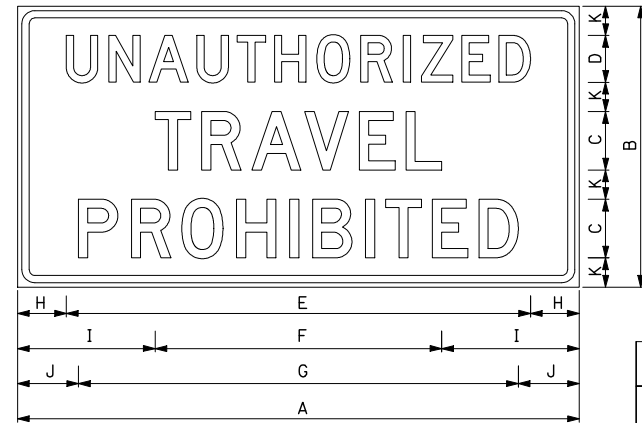 UNAUTHORIZED
TRAVEL
PROHIBITED
K
D
K
C
K
C
K
B
H E H
I F I
J G J
A